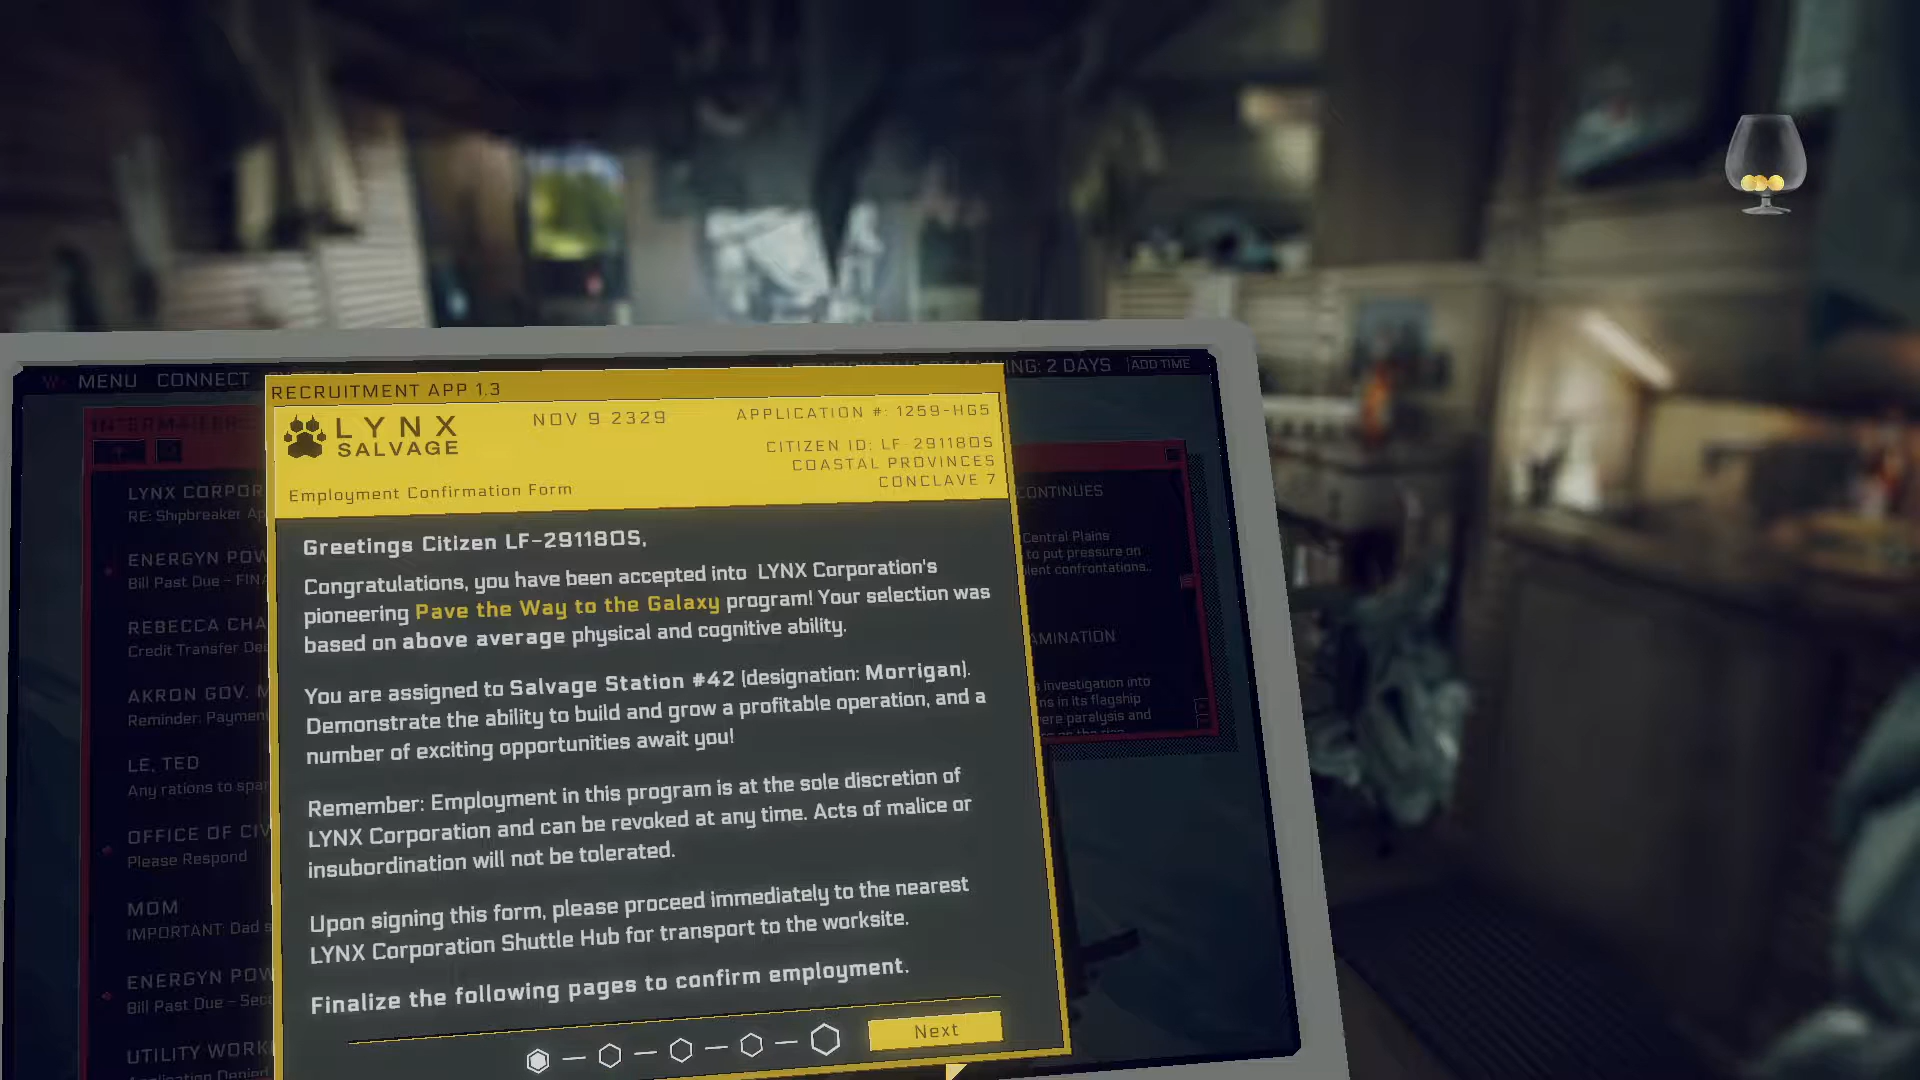 MENU CONNECT
ING: 2 DAYS ADD TIME
RECRUITMENT APP 1.3
LYNX
SALVAGE
NOV 9 2329
APPLICATION #: 1259-HG5
CITIZEN ID: LF-29118OS
COASTAL PROVINCES
CONCLAVE 7
Employment Confirmation Form
Greetings Citizen LF-29118OS,
Congratulations, you have been accepted into LYNX Corporation's
pioneering Pave the Way to the Galaxy program! Your selection was
based on above average physical and cognitive ability.
You are assigned to Salvage Station #42 (designation: Morrigan).
Demonstrate the ability to build and grow a profitable operation, and a
number of exciting opportunities await you!
Remember: Employment in this program is at the sole discretion of
LYNX Corporation and can be revoked at any time. Acts of malice or
insubordination will not be tolerated.
Upon signing this form, please proceed immediately to the nearest
LYNX Corporation Shuttle Hub for transport to the worksite.
Finalize the following pages to confirm employment.
Next
LYNX CORPOR
RE: Shipbreaker Ap
ENERGYN POW
Bill Past Due - FINA
REBECCA CHA
Credit Transfer De
AKRON GOV. M
Reminder: Paymen
LE, TED
Any rations to spar
OFFICE OF CIV
Please Respond
MOM
IMPORTANT: Dad s
ENERGYN POW
Bill Past Due - Sec
UTILITY WORK
Application Denied
CONTINUES
Central Plains
to put pressure on
lent confrontations..
AMINATION
investigation into
ns in its flagship
vere paralysis and